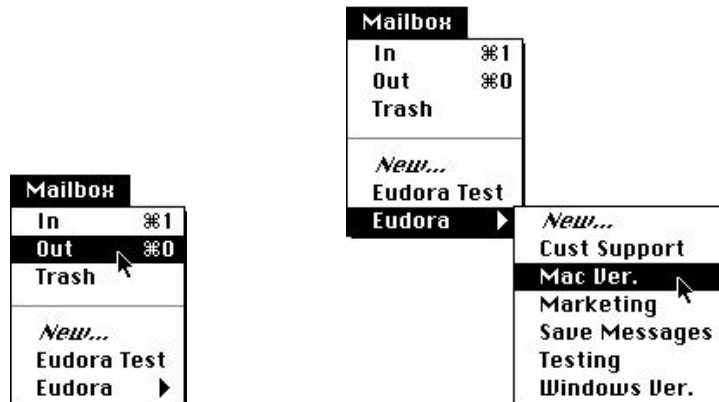 Mailbox
In ⌘1
Out ⌘0
Trash
New...
Eudora Test
Eudora
Mailbox
In ⌘1
Out ⌘0
Trash
New...
Eudora Test
Eudora
New...
Cust Support
Mac Ver.
Marketing
Save Messages
Testing
Windows Ver.